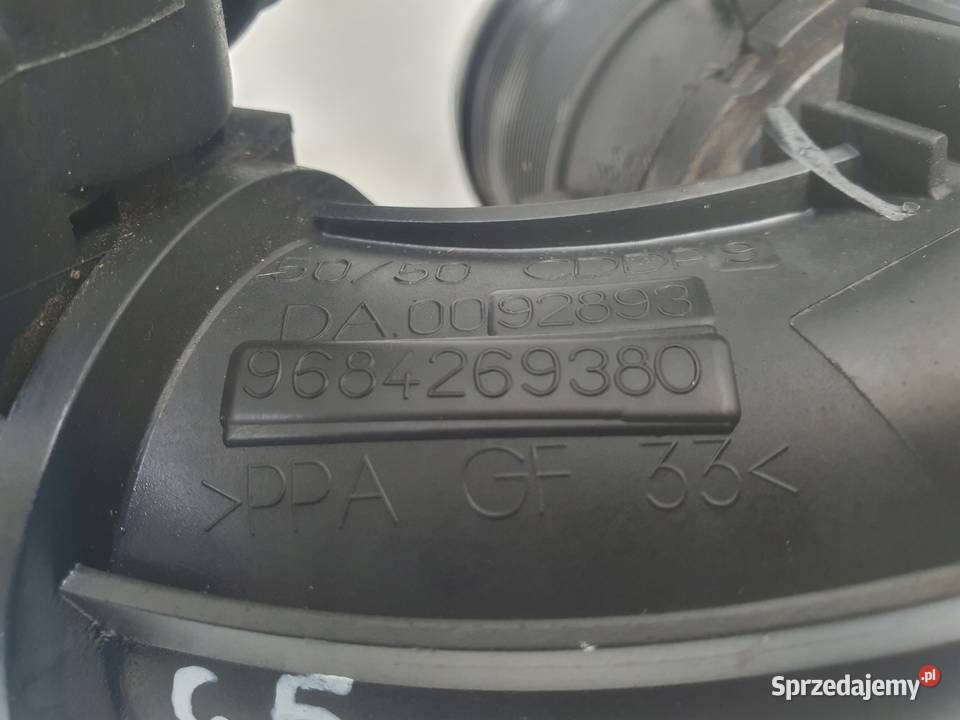 50/50 CDDP9
DA.0092893
9684269380
>PPA GF 33<
Sprzedajemy.pl